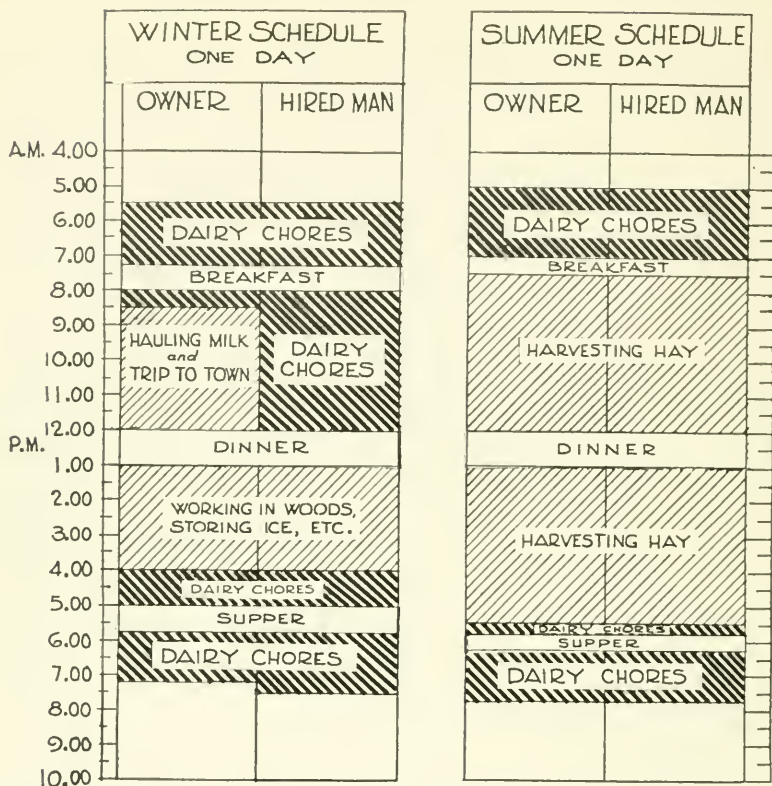 WINTER SCHEDULE
ONE DAY
OWNER
HIRED MAN
SUMMER SCHEDULE
ONE DAY
OWNER
HIRED MAN
A.M. 4.00
5.00
6.00
7.00
8.00
9.00
10.00
11.00
12.00
P.M.
1.00
2.00
3.00
4.00
5.00
6.00
7.00
8.00
9.00
10.00
DAIRY CHORES
BREAKFAST
HAULING MILK
and
TRIP TO TOWN
DAIRY
CHORES
DINNER
WORKING IN WOODS,
STORING ICE, ETC.
DAIRY CHORES
SUPPER
DAIRY CHORES
DAIRY CHORES
BREAKFAST
HARVESTING HAY
DINNER
HARVESTING HAY
DAIRY CHORES
SUPPER
DAIRY CHORES